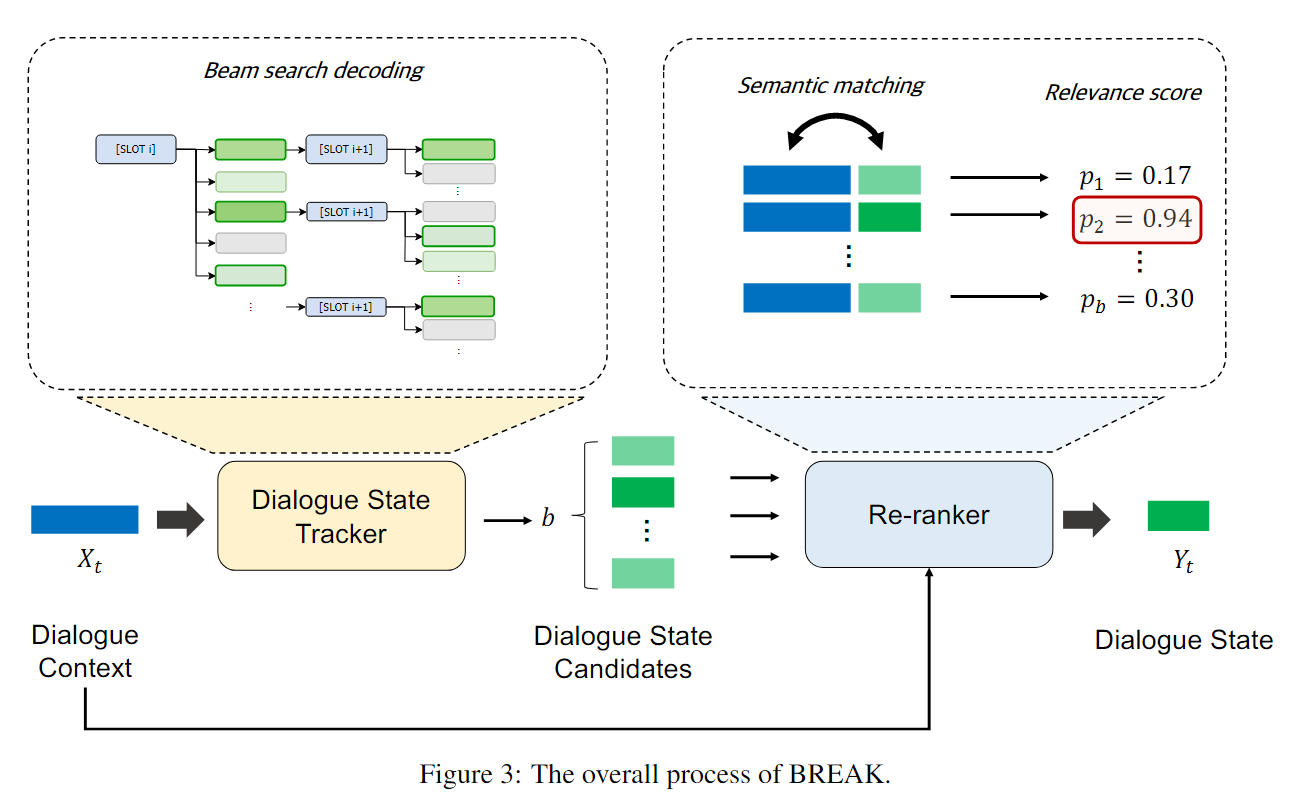 Beam search decoding
[SLOT i]
[SLOT i+1]
[SLOT i+1]
[SLOT i+1]
Semantic matching
Relevance score
p₁ = 0.17
p₂ = 0.94
p_b = 0.30
Dialogue State
Tracker
b
Re-ranker
X_t
Y_t
Dialogue
Context
Dialogue State
Candidates
Dialogue State
Figure 3: The overall process of BREAK.